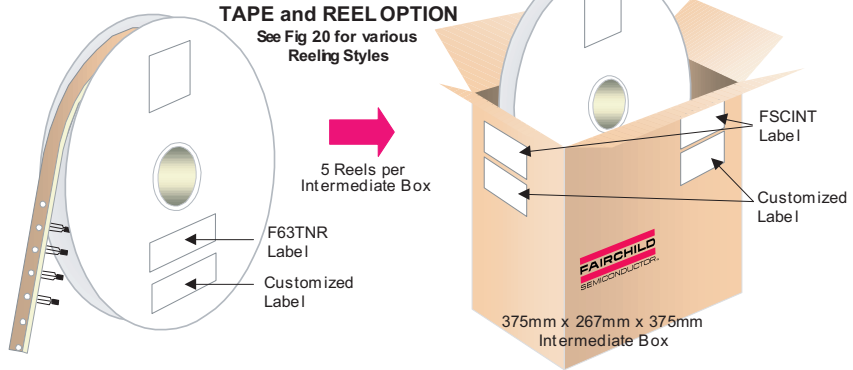 TAPE and REEL OPTION
See Fig 20 for various
Reeling Styles
5 Reels per
Intermediate Box
F63TNR
Label
Customized
Label
FSCINT
Label
Customized
Label
FAIRCHILD
SEMICONDUCTOR
375mm x 267mm x 375mm
Intermediate Box